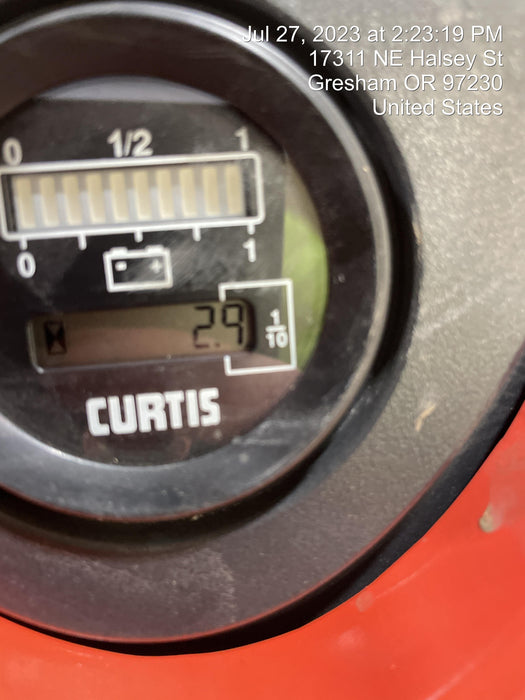 Jul 27, 2023 at 2:23:19 PM
17311 NE Halsey St
Gresham OR 97230
United States
0 1/2 1
0 1
- +
2.9 1/10
CURTIS